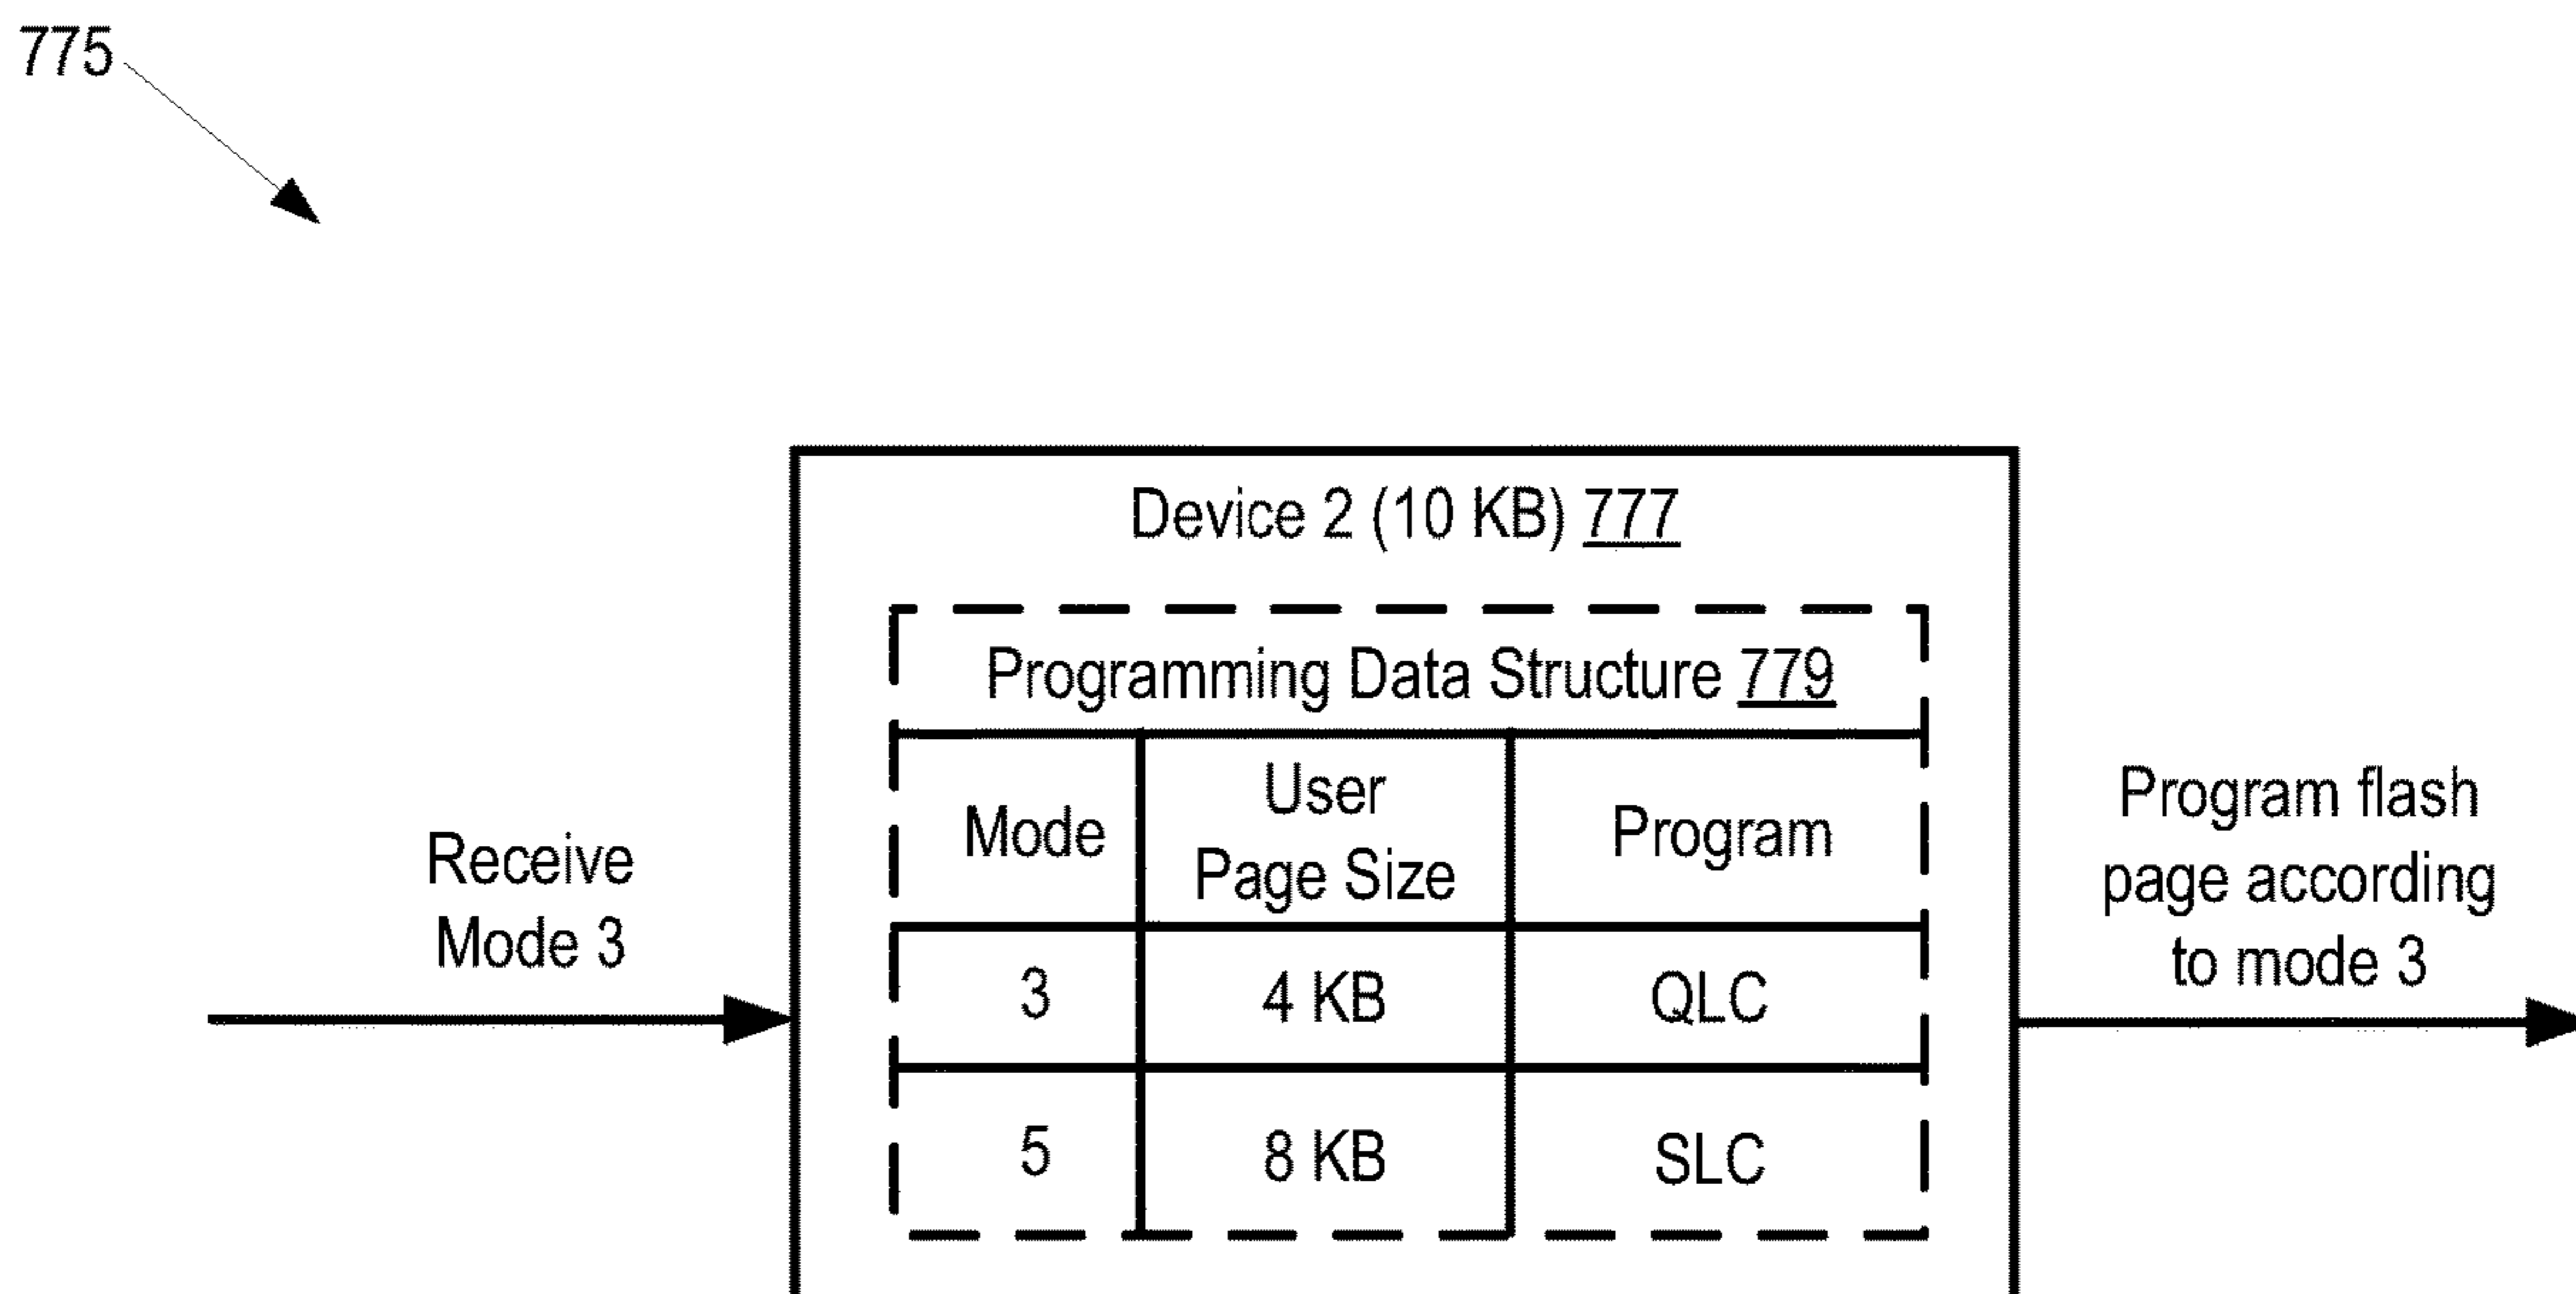 775
Device 2 (10 KB) 777
Programming Data Structure 779
Mode
User
Page Size
Program
3
4 KB
QLC
5
8 KB
SLC
Receive
Mode 3
Program flash
page according
to mode 3